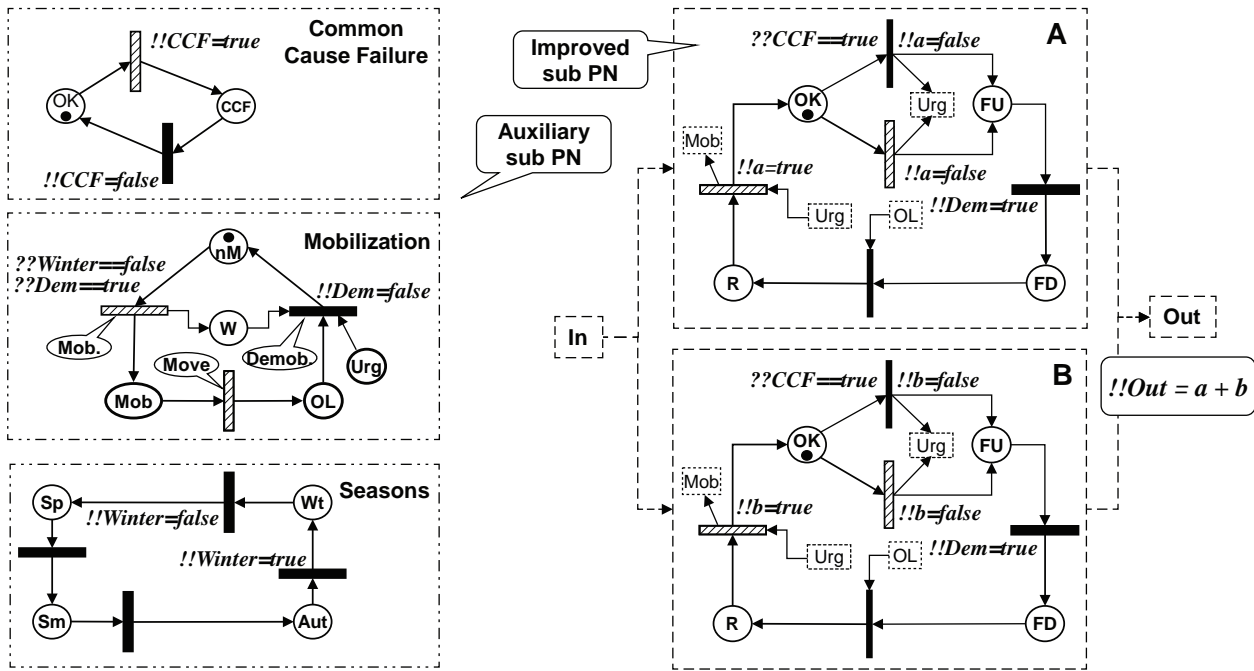 Common
Cause Failure
!!CCF=true
OK
CCF
!!CCF=false
Auxiliary
sub PN
Mobilization
nM
??Winter==false
??Dem==true
!!Dem=false
W
Mob.
Move
Demob.
Urg
Mob
OL
Seasons
Sp
Wt
!!Winter=false
!!Winter=true
Sm
Aut
Improved
sub PN
A
??CCF==true
!!a=false
OK
Urg
FU
Mob
!!a=true
!!a=false
Urg
OL
!!Dem=true
R
FD
In
Out
!!Out = a + b
B
??CCF==true
!!b=false
OK
Urg
FU
Mob
!!b=true
!!b=false
Urg
OL
!!Dem=true
R
FD